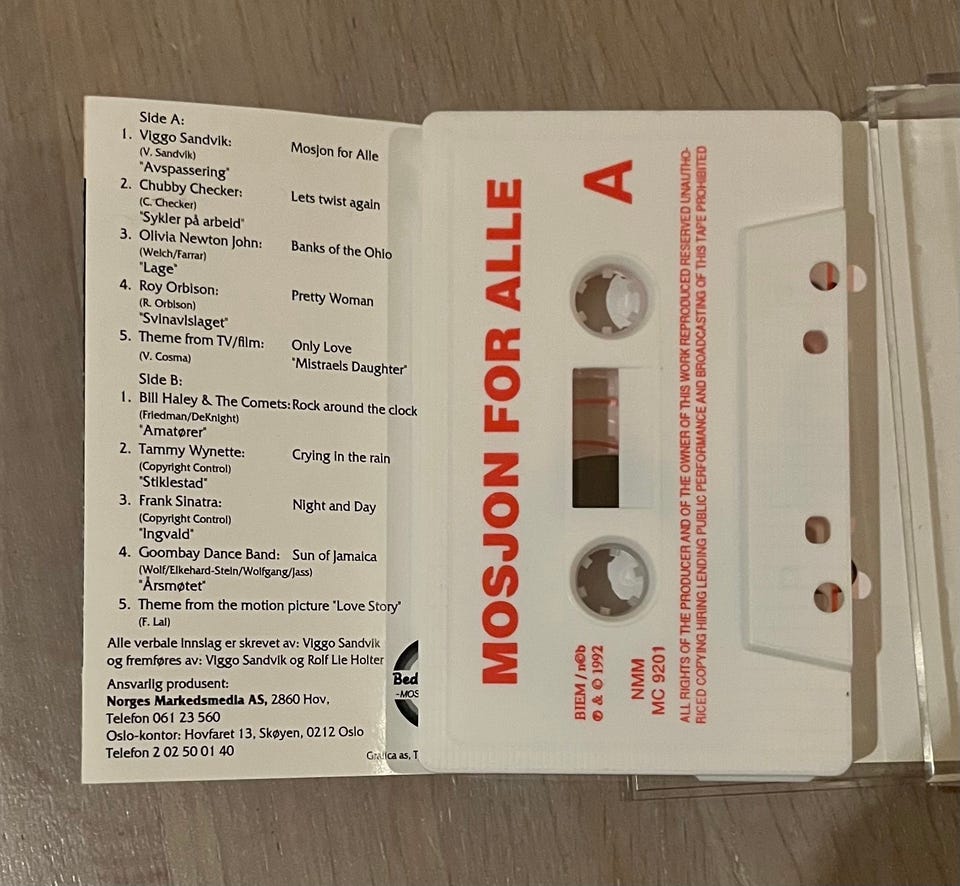 Side A:
1. Viggo Sandvik: Mosjon for Alle
(V. Sandvik)
"Avspassering"
2. Chubby Checker: Lets twist again
(C. Checker)
"Sykler på arbeid"
3. Olivia Newton John: Banks of the Ohio
(Welch/Farrar)
"Lage"
4. Roy Orbison: Pretty Woman
(R. Orbison)
"Svinavlslaget"
5. Theme from TV/film: Only Love
(V. Cosma) "Mistraels Daughter"
Side B:
1. Bill Haley & The Comets: Rock around the clock
(Friedman/DeKnight)
"Amatører"
2. Tammy Wynette: Crying in the rain
(Copyright Control)
"Stiklestad"
3. Frank Sinatra: Night and Day
(Copyright Control)
"Ingvald"
4. Goombay Dance Band: Sun of Jamaica
(Wolf/Elkehard-Stein/Wolfgang/Jass)
"Årsmøtet"
5. Theme from the motion picture "Love Story"
(F. Lai)
Alle verbale innslag er skrevet av: Viggo Sandvik
og fremføres av: Viggo Sandvik og Rolf Lie Holter
Ansvarlig produsent:
Norges Markedsmedia AS, 2860 Hov,
Telefon 061 23 560
Oslo-kontor: Hovfaret 13, Skøyen, 0212 Oslo
Telefon 2 02 50 01 40
Bed
-MOS
Grafica as, T
MOSJON FOR ALLE
A
BIEM / n©b
℗ & © 1992
NMM
MC 9201
ALL RIGHTS OF THE PRODUCER AND OF THE OWNER OF THIS WORK REPRODUCED RESERVED UNAUTHO-
RICED COPYING HIRING LENDING PUBLIC PERFORMANCE AND BROADCASTING OF THIS TAPE PROHIBITED